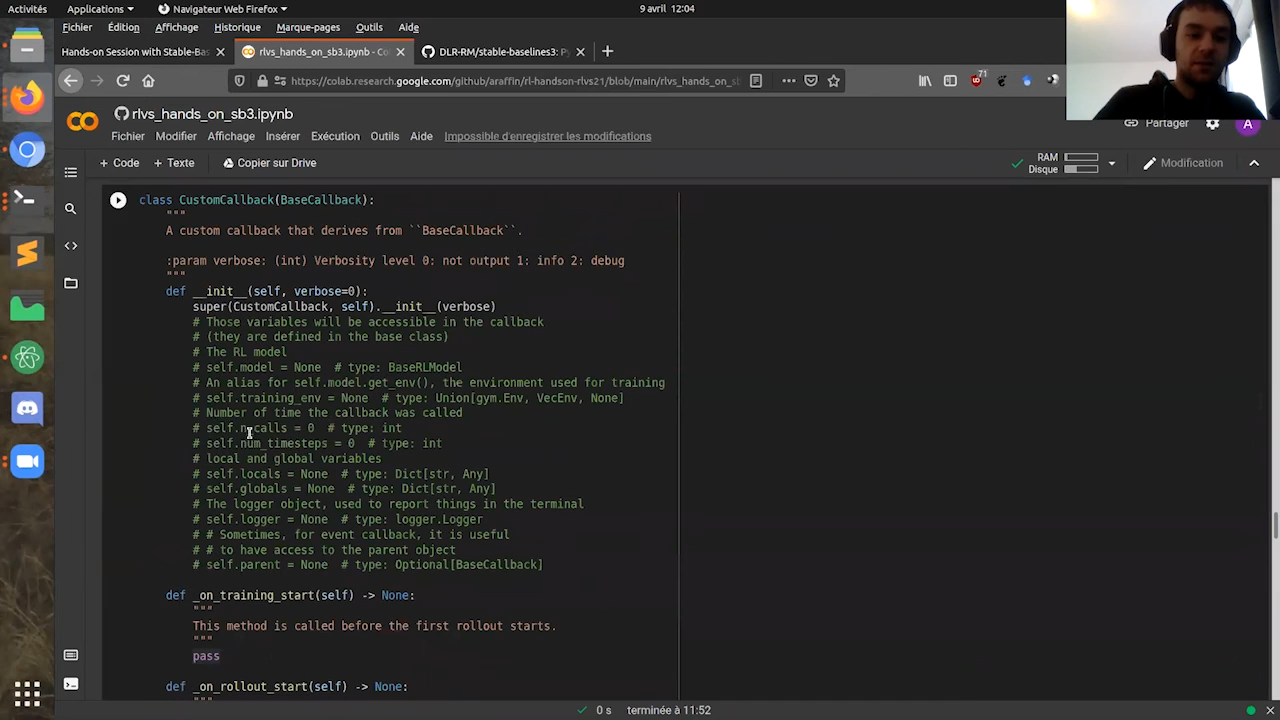 Activités
Applications
Navigateur Web Firefox
9 avril 12:04
Fichier Édition Affichage Historique Marque-pages Outils Aide
Hands-on Session with Stable-Bas
rlvs_hands_on_sb3.ipynb - Co
DLR-RM/stable-baselines3: Py
https://colab.research.google.com/github/araffin/rl-handson-rlvs21/blob/main/rlvs_hands_on_s
71
rlvs_hands_on_sb3.ipynb
Fichier Modifier Affichage Insérer Exécution Outils Aide Impossible d'enregistrer les modifications
Partager
A
+ Code + Texte Copier sur Drive
RAM
Disque
Modification
class CustomCallback(BaseCallback):
"""
A custom callback that derives from ``BaseCallback``.
:param verbose: (int) Verbosity level 0: not output 1: info 2: debug
"""
def __init__(self, verbose=0):
super(CustomCallback, self).__init__(verbose)
# Those variables will be accessible in the callback
# (they are defined in the base class)
# The RL model
# self.model = None # type: BaseRLModel
# An alias for self.model.get_env(), the environment used for training
# self.training_env = None # type: Union[gym.Env, VecEnv, None]
# Number of time the callback was called
# self.n_calls = 0 # type: int
# self.num_timesteps = 0 # type: int
# local and global variables
# self.locals = None # type: Dict[str, Any]
# self.globals = None # type: Dict[str, Any]
# The logger object, used to report things in the terminal
# self.logger = None # type: logger.Logger
# # Sometimes, for event callback, it is useful
# # to have access to the parent object
# self.parent = None # type: Optional[BaseCallback]
def _on_training_start(self) -> None:
"""
This method is called before the first rollout starts.
"""
pass
def _on_rollout_start(self) -> None:
"""
0 s terminée à 11:52